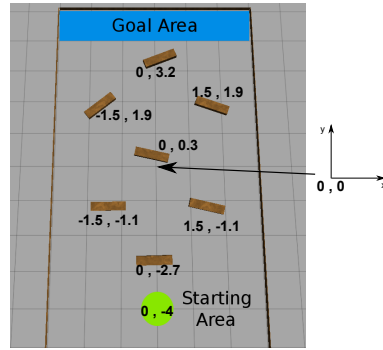 Goal Area
0 , 3.2
1.5 , 1.9
-1.5 , 1.9
0 , 0.3
y
x
0 , 0
-1.5 , -1.1
1.5 , -1.1
0 , -2.7
0 , -4
Starting
Area